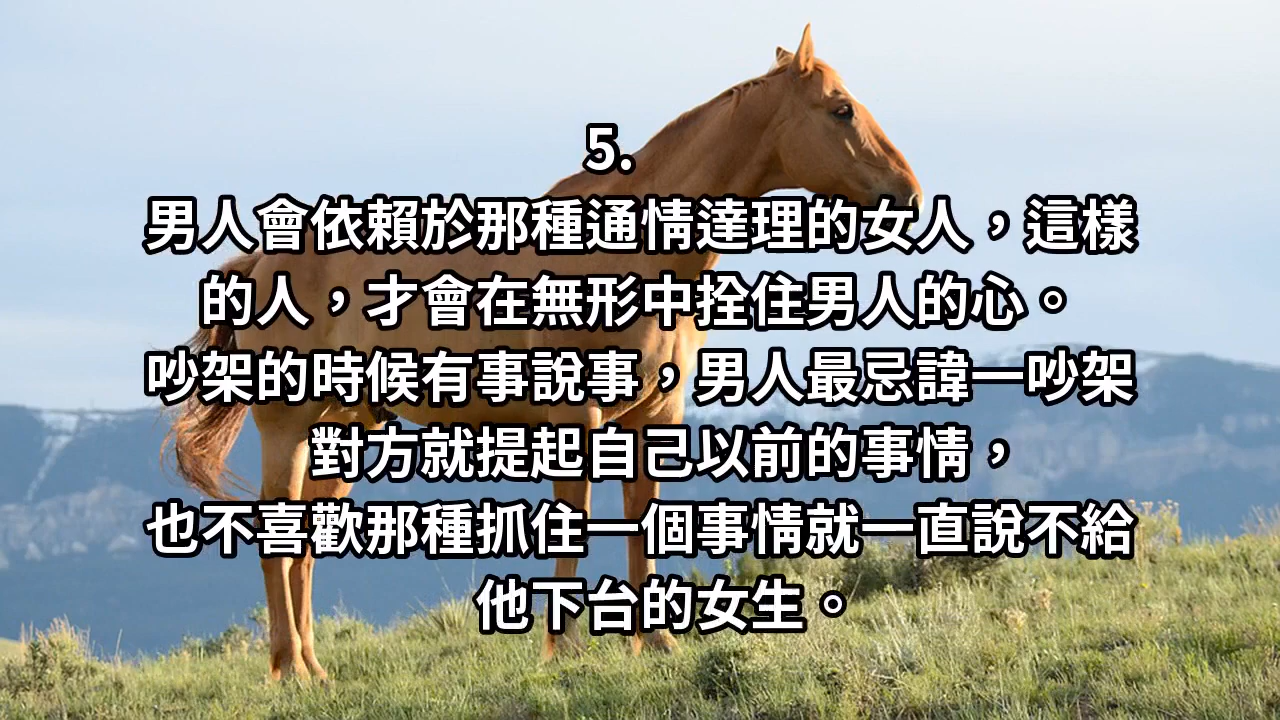 5.
男人會依賴於那種通情達理的女人，這樣
的人，才會在無形中拴住男人的心。
吵架的時候有事說事，男人最忌諱一吵架
對方就提起自己以前的事情，
也不喜歡那種抓住一個事情就一直說不給
他下台的女生。